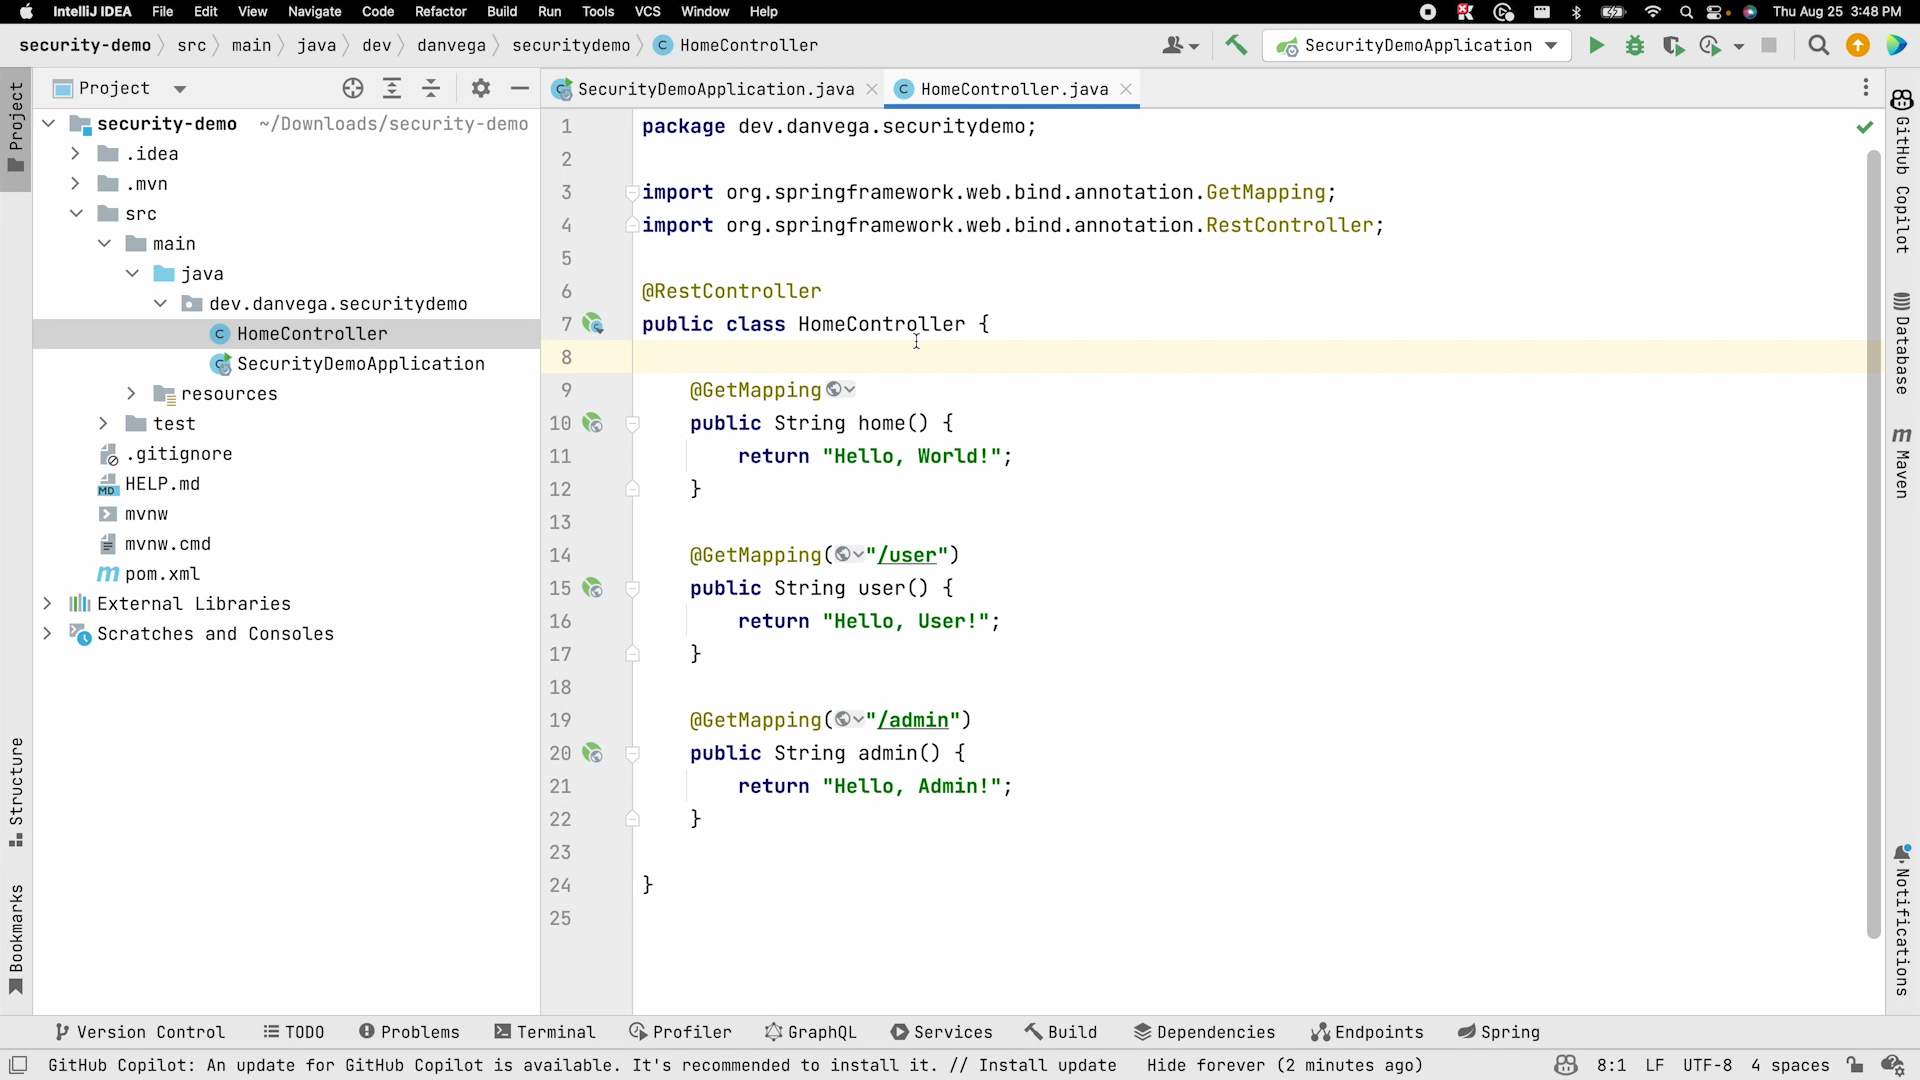 IntelliJ IDEA File Edit View Navigate Code Refactor Build Run Tools VCS Window Help Thu Aug 25 3:48 PM
security-demo src main java dev danvega securitydemo HomeController SecurityDemoApplication
Project
SecurityDemoApplication.java HomeController.java
Project
security-demo ~/Downloads/security-demo
.idea
.mvn
src
main
java
dev.danvega.securitydemo
HomeController
SecurityDemoApplication
resources
test
.gitignore
HELP.md
mvnw
mvnw.cmd
pom.xml
External Libraries
Scratches and Consoles
Structure
Bookmarks
1 package dev.danvega.securitydemo;
2
3 import org.springframework.web.bind.annotation.GetMapping;
4 import org.springframework.web.bind.annotation.RestController;
5
6 @RestController
7 public class HomeController {
8
9 @GetMapping
10 public String home() {
11 return "Hello, World!";
12 }
13
14 @GetMapping("/user")
15 public String user() {
16 return "Hello, User!";
17 }
18
19 @GetMapping("/admin")
20 public String admin() {
21 return "Hello, Admin!";
22 }
23
24 }
25
GitHub Copilot
Database
Maven
Notifications
Version Control TODO Problems Terminal Profiler GraphQL Services Build Dependencies Endpoints Spring
GitHub Copilot: An update for GitHub Copilot is available. It's recommended to install it. // Install update Hide forever (2 minutes ago) 8:1 LF UTF-8 4 spaces